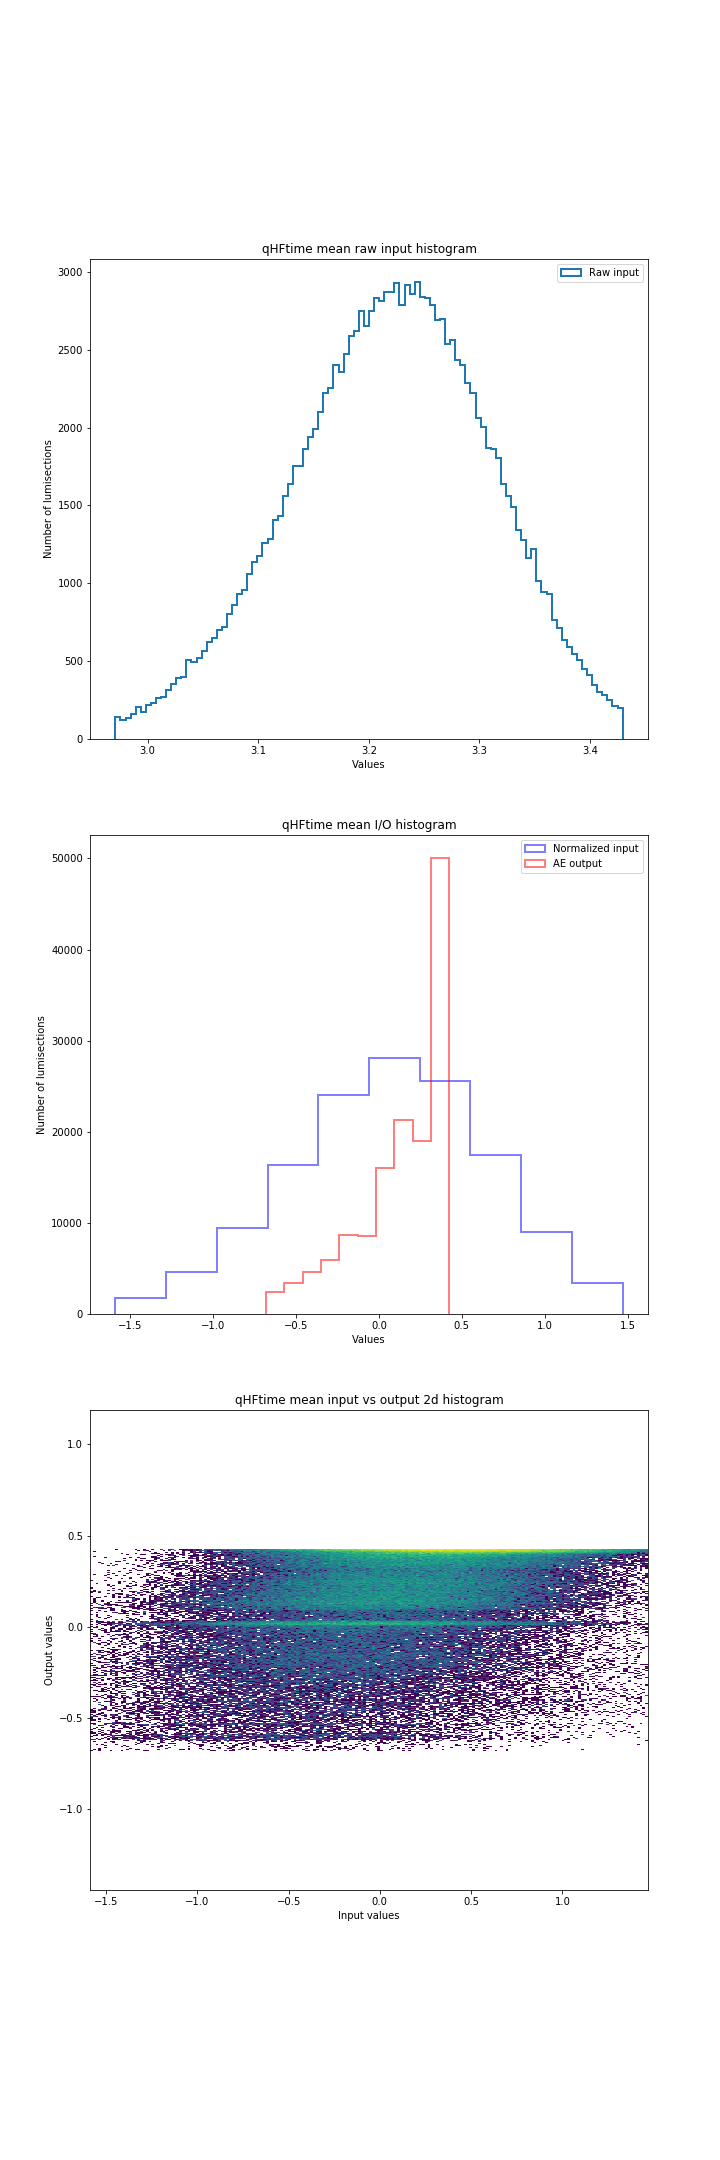 qHFtime mean raw input histogram
Raw input
3000
2500
2000
1500
1000
500
0
Number of lumisections
3.0 3.1 3.2 3.3 3.4
Values
qHFtime mean I/O histogram
Normalized input
AE output
50000
40000
30000
20000
10000
0
Number of lumisections
−1.5 −1.0 −0.5 0.0 0.5 1.0 1.5
Values
qHFtime mean input vs output 2d histogram
1.0
0.5
0.0
−0.5
−1.0
Output values
−1.5 −1.0 −0.5 0.0 0.5 1.0
Input values